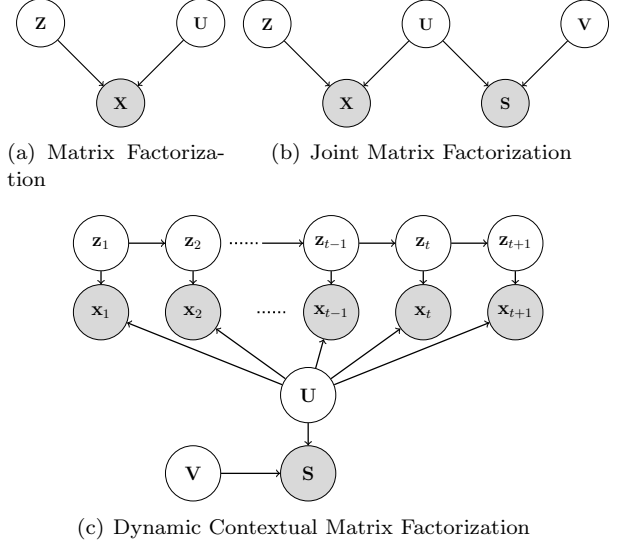 Z U Z U V
X X S
(a) Matrix Factoriza-
tion
(b) Joint Matrix Factorization
z₁ z₂ ...... zₜ₋₁ zₜ zₜ₊₁
x₁ x₂ ...... xₜ₋₁ xₜ xₜ₊₁
U
V S
(c) Dynamic Contextual Matrix Factorization